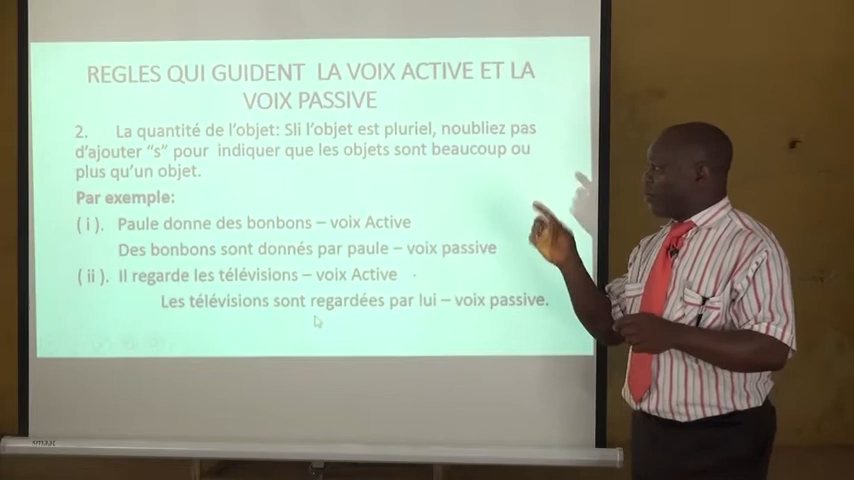 REGLES QUI GUIDENT LA VOIX ACTIVE ET LA
VOIX PASSIVE
2. La quantité de l'objet: SIi l'objet est pluriel, noubliez pas
d'ajouter "s" pour indiquer que les objets sont beaucoup ou
plus qu'un objet.
Par exemple:
( i ). Paule donne des bonbons – voix Active
Des bonbons sont donnés par paule – voix passive
( ii ). Il regarde les télévisions – voix Active
Les télévisions sont regardées par lui – voix passive.